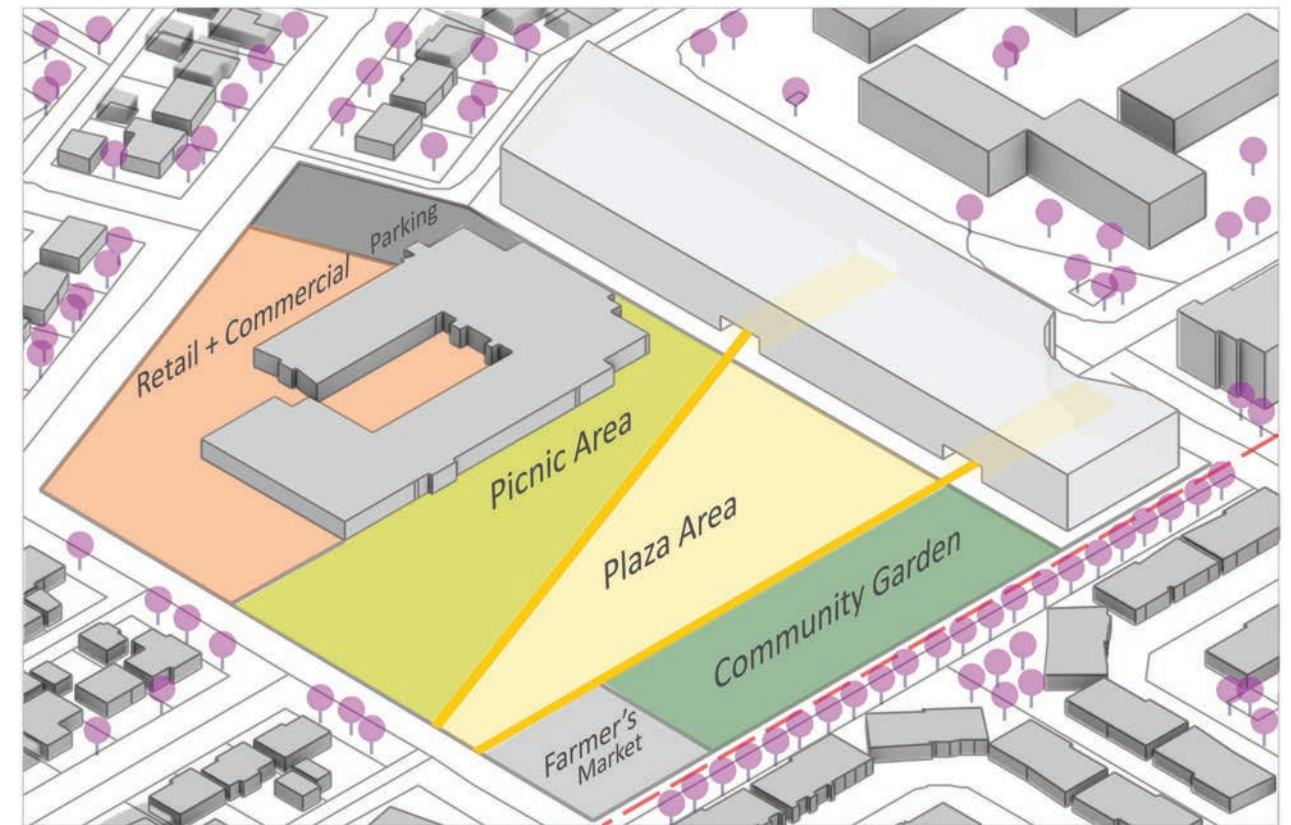 Parking
Retail + Commercial
Picnic Area
Plaza Area
Community Garden
Farmer's
Market